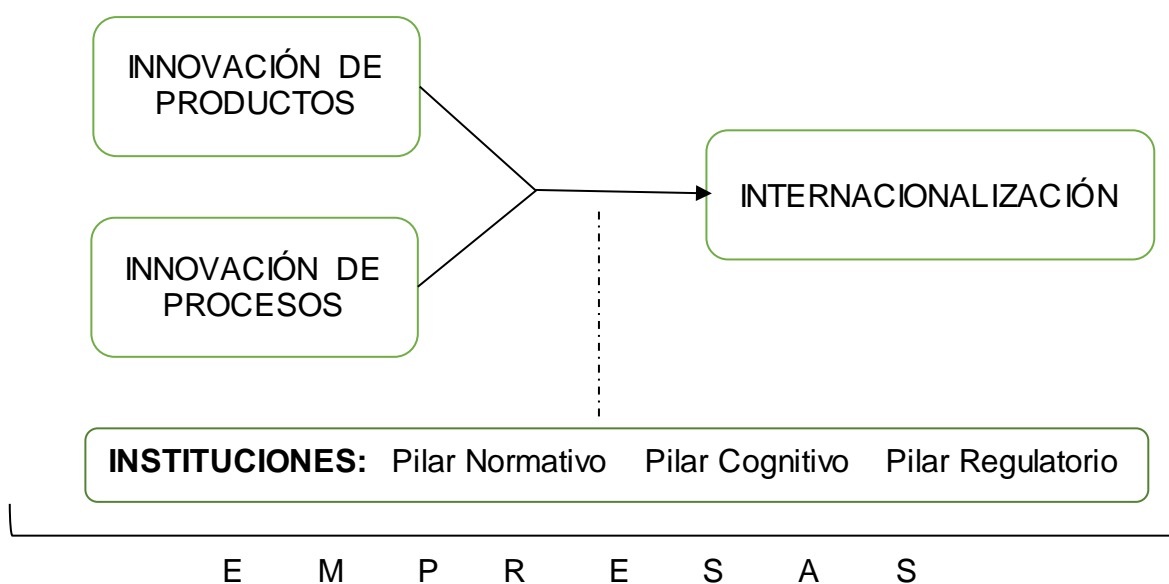 INNOVACIÓN DE
PRODUCTOS
INTERNACIONALIZACIÓN
INNOVACIÓN DE
PROCESOS
INSTITUCIONES: Pilar Normativo Pilar Cognitivo Pilar Regulatorio
E M P R E S A S